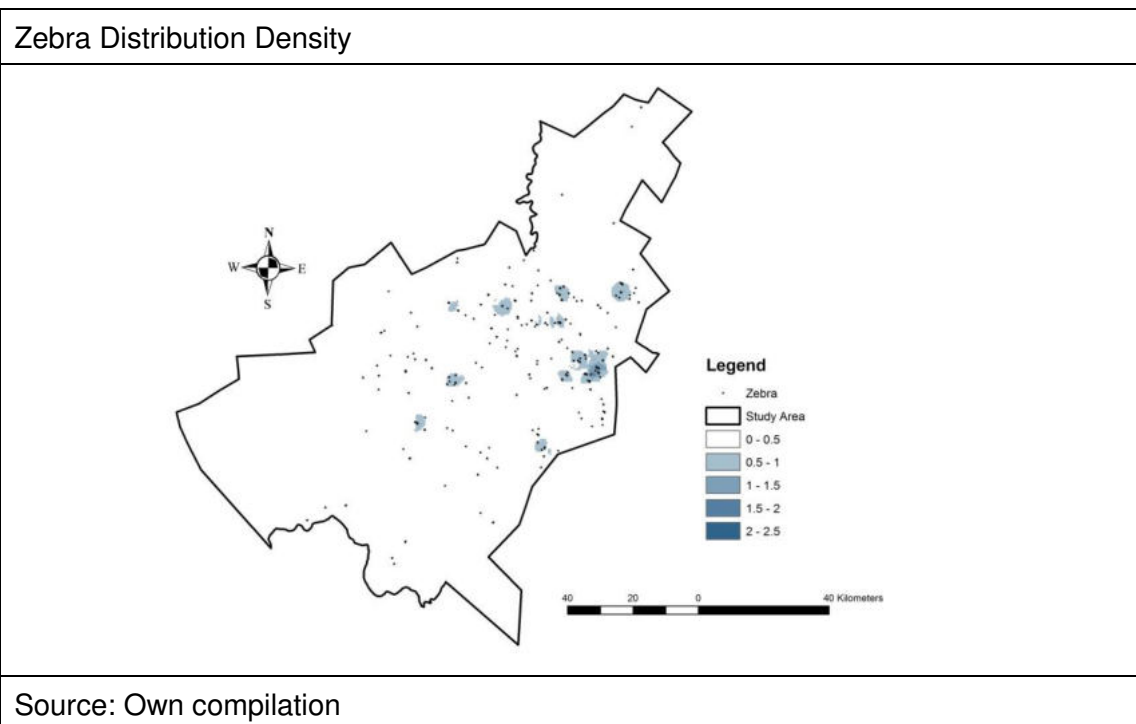 Zebra Distribution Density
N
W E
S
Legend
Zebra
Study Area
0 - 0.5
0.5 - 1
1 - 1.5
1.5 - 2
2 - 2.5
40 20 0 40 Kilometers
Source: Own compilation